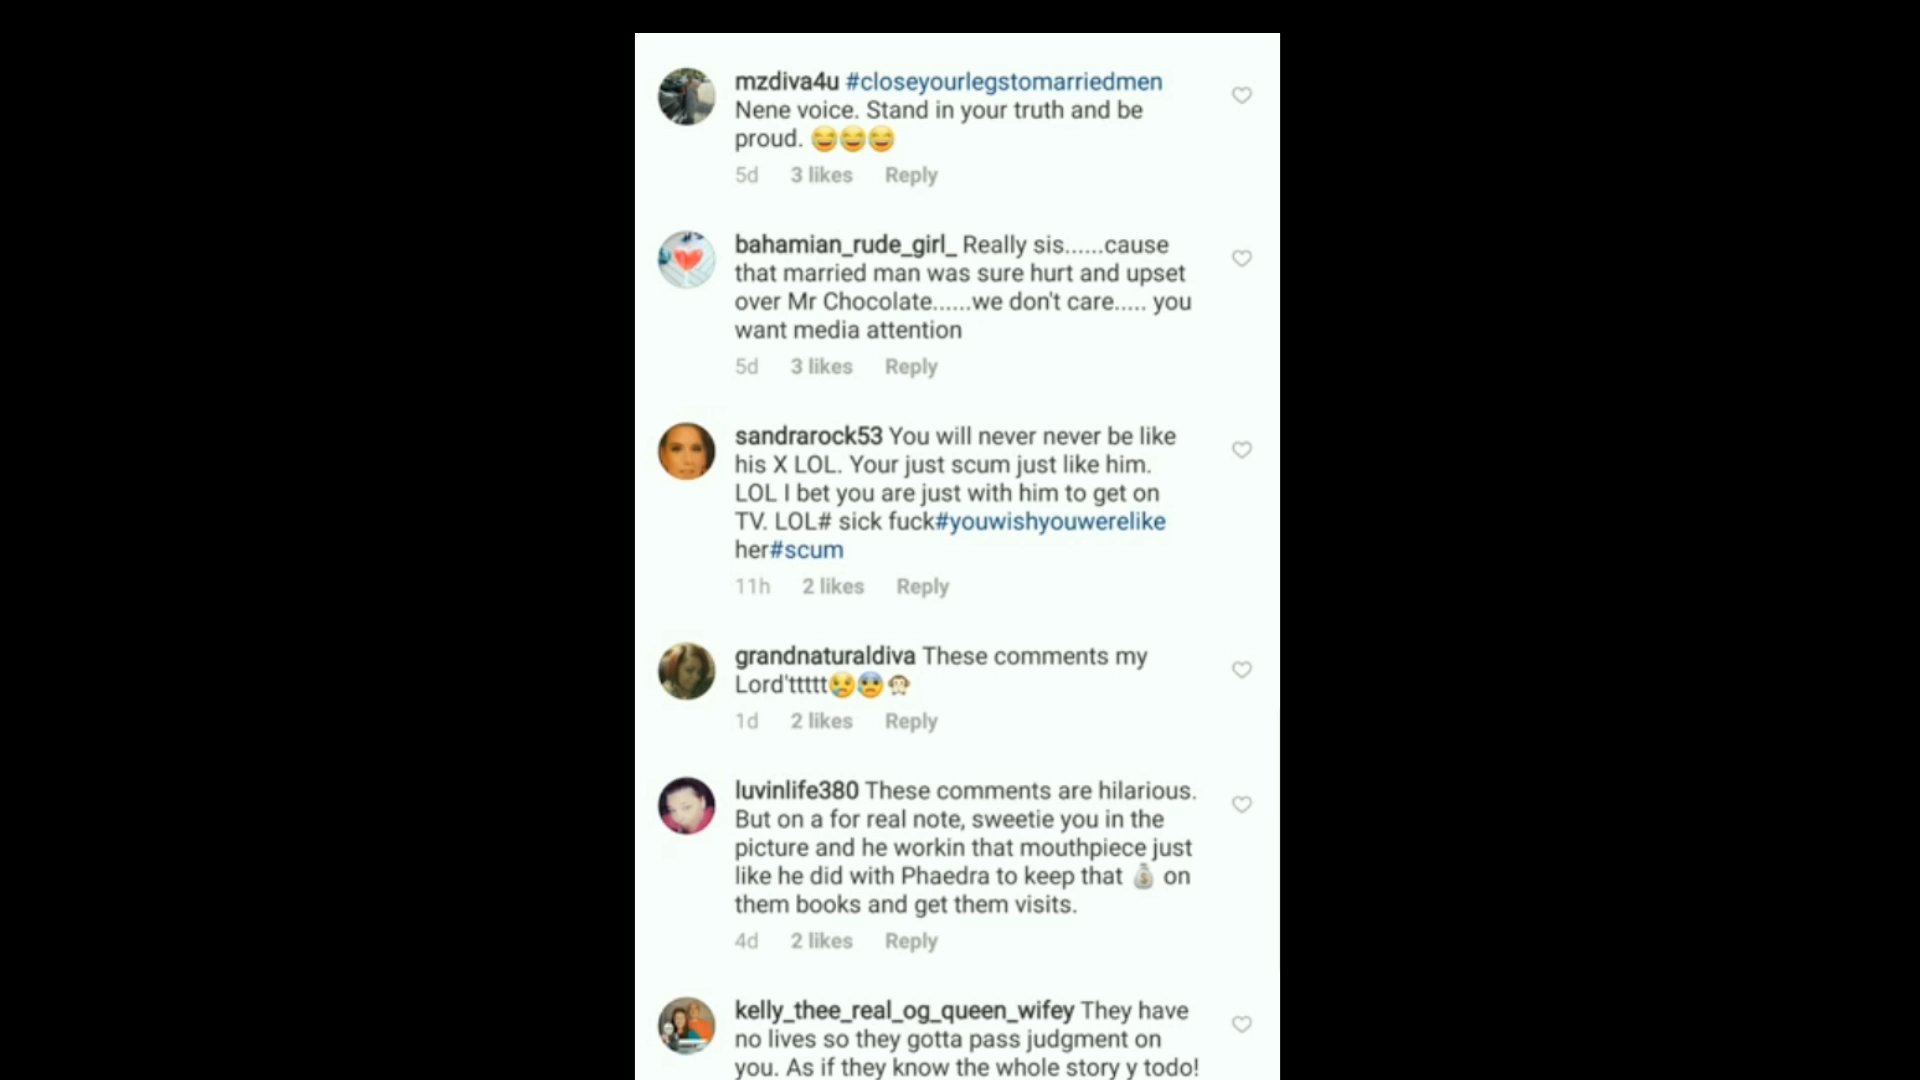 mzdiva4u #closeyourlegstomarriedmen
Nene voice. Stand in your truth and be
proud. 😂😂😂
5d 3 likes Reply
bahamian_rude_girl_ Really sis......cause
that married man was sure hurt and upset
over Mr Chocolate......we don't care..... you
want media attention
5d 3 likes Reply
sandrarock53 You will never never be like
his X LOL. Your just scum just like him.
LOL I bet you are just with him to get on
TV. LOL# sick fuck#youwishyouwerelike
her#scum
11h 2 likes Reply
grandnaturaldiva These comments my
Lord'ttttt😢😰🙊
1d 2 likes Reply
luvinlife380 These comments are hilarious.
But on a for real note, sweetie you in the
picture and he workin that mouthpiece just
like he did with Phaedra to keep that 💰 on
them books and get them visits.
4d 2 likes Reply
kelly_thee_real_og_queen_wifey They have
no lives so they gotta pass judgment on
you. As if they know the whole story y todo!